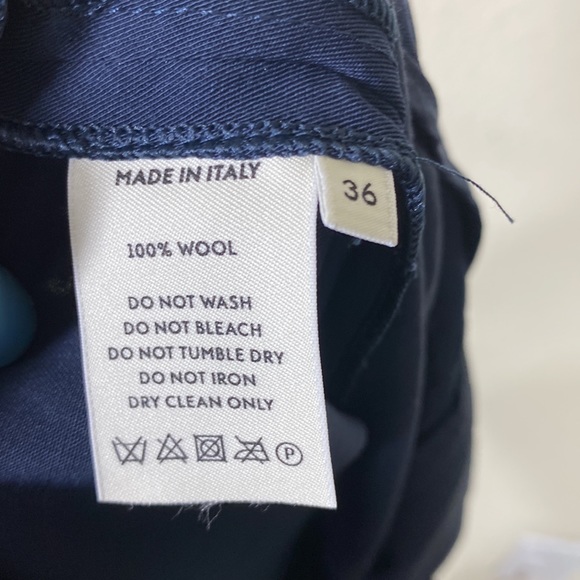 MADE IN ITALY
36
100% WOOL
DO NOT WASH
DO NOT BLEACH
DO NOT TUMBLE DRY
DO NOT IRON
DRY CLEAN ONLY
P